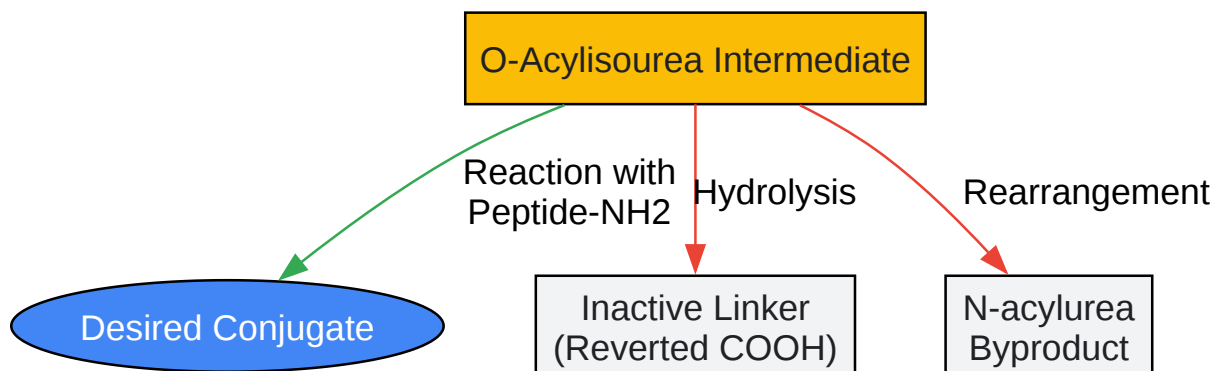 O-Acylisourea Intermediate
Reaction with
Peptide-NH2
Hydrolysis
Rearrangement
Desired Conjugate
Inactive Linker
(Reverted COOH)
N-acylurea
Byproduct